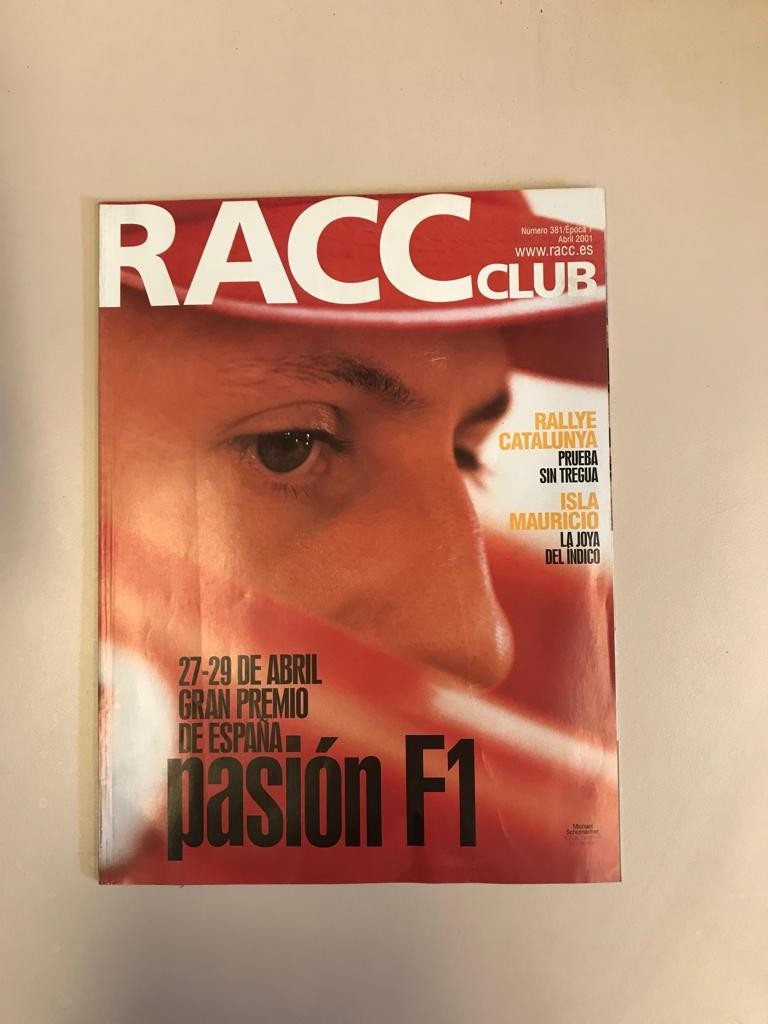 RACC CLUB
Número 381/Época 7
Abril 2001
www.racc.es
RALLYE
CATALUNYA
PRUEBA
SIN TREGUA
ISLA
MAURICIO
LA JOYA
DEL ÍNDICO
27-29 DE ABRIL
GRAN PREMIO
DE ESPAÑA
pasión F1
Michael
Schumacher